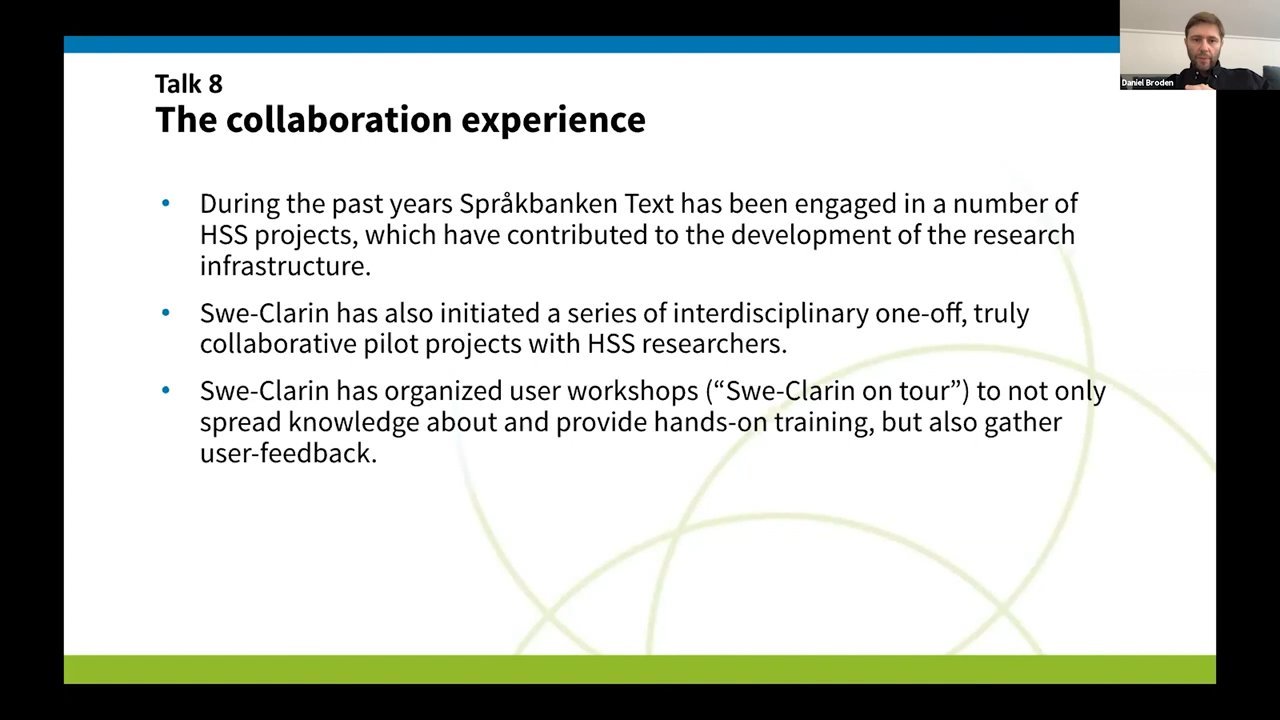 Talk 8
The collaboration experience
Daniel Broden
• During the past years Språkbanken Text has been engaged in a number of
HSS projects, which have contributed to the development of the research
infrastructure.
• Swe-Clarin has also initiated a series of interdisciplinary one-off, truly
collaborative pilot projects with HSS researchers.
• Swe-Clarin has organized user workshops (“Swe-Clarin on tour”) to not only
spread knowledge about and provide hands-on training, but also gather
user-feedback.